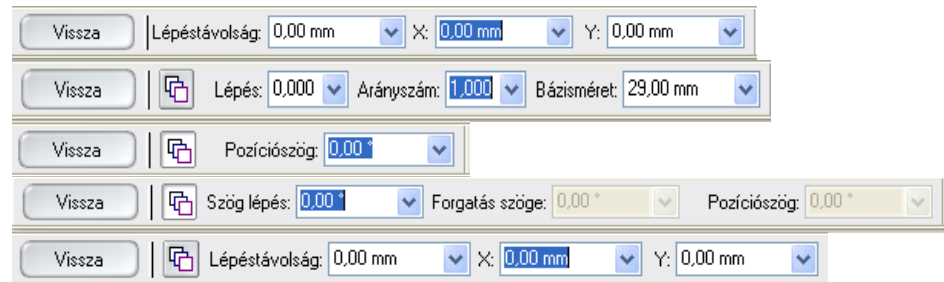 Vissza Lépéstávolság: 0,00 mm X: 0,00 mm Y: 0,00 mm
Vissza Lépés: 0,000 Arányszám: 1,000 Bázisméret: 29,00 mm
Vissza Pozíciószög: 0,00 °
Vissza Szög lépés: 0,00 ° Forgatás szöge: 0,00 ° Pozíciószög: 0,00 °
Vissza Lépéstávolság: 0,00 mm X: 0,00 mm Y: 0,00 mm